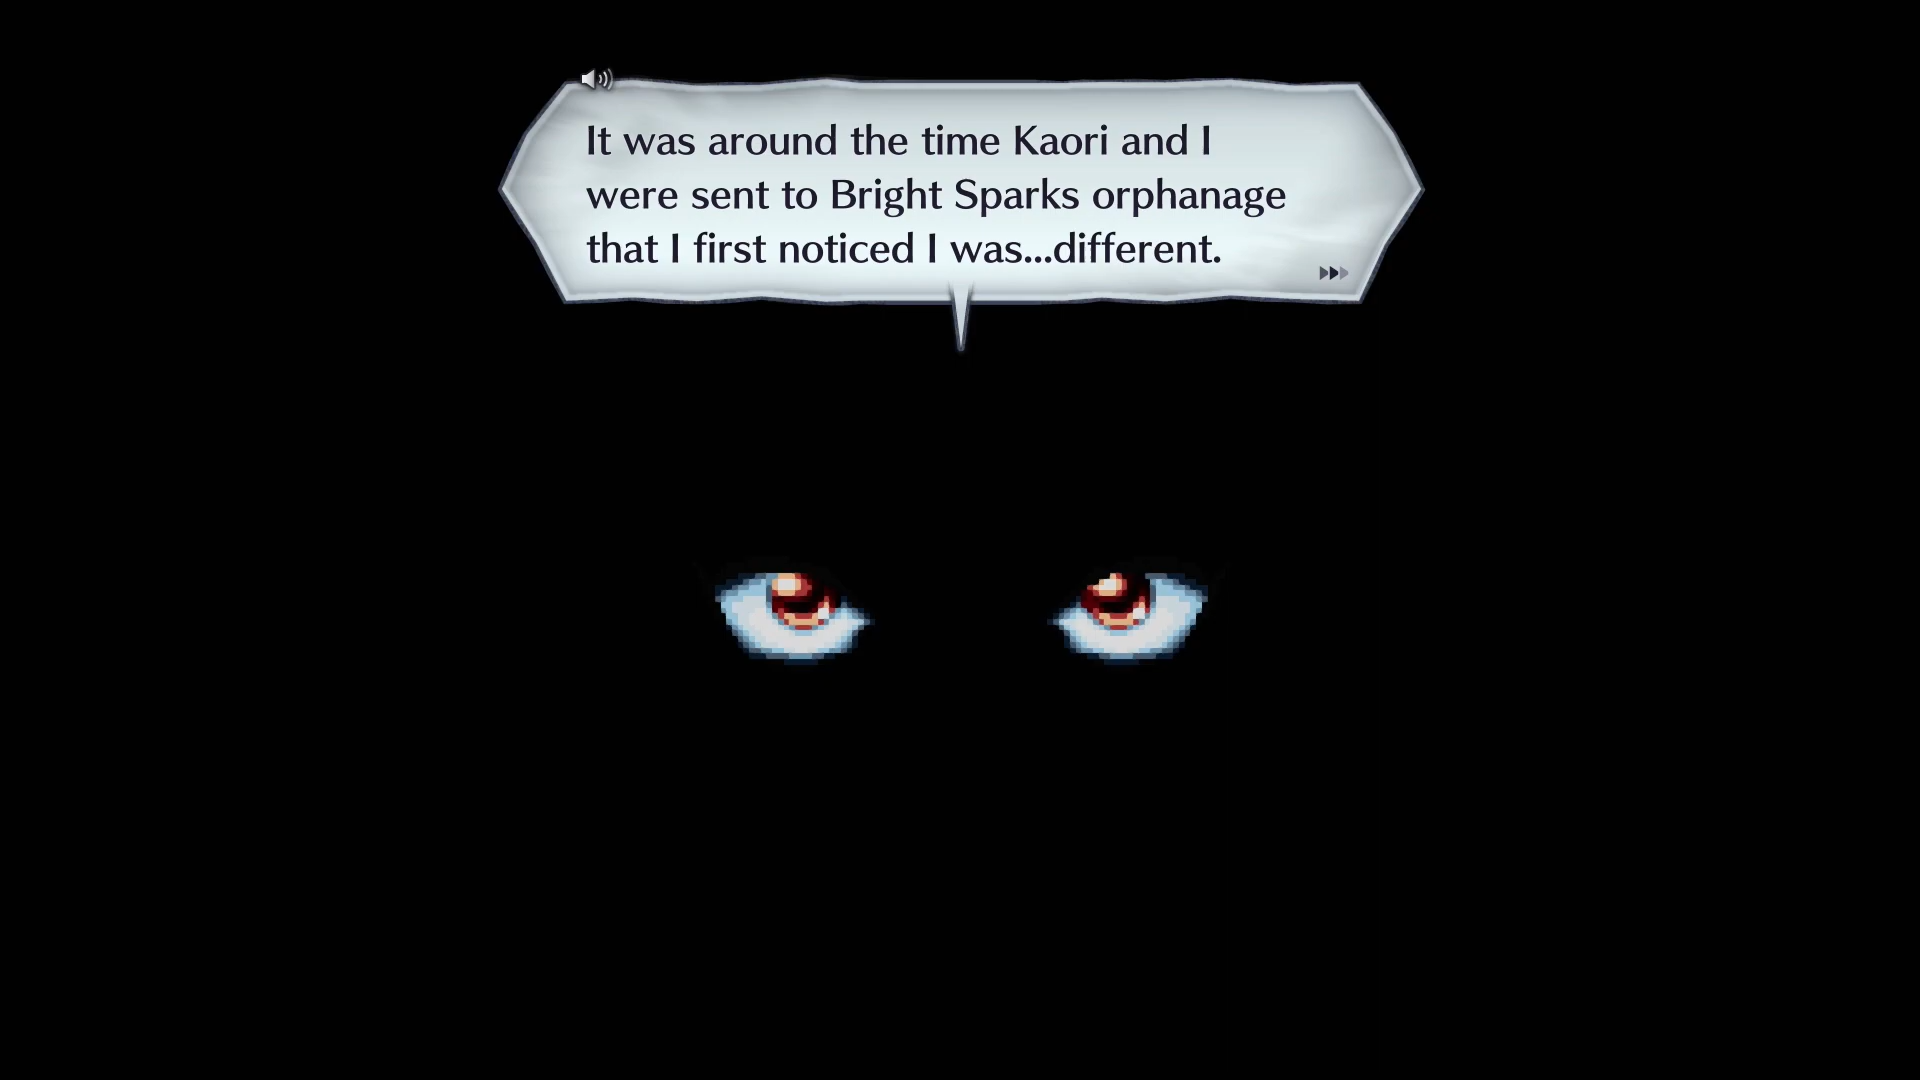 It was around the time Kaori and I
were sent to Bright Sparks orphanage
that I first noticed I was...different.